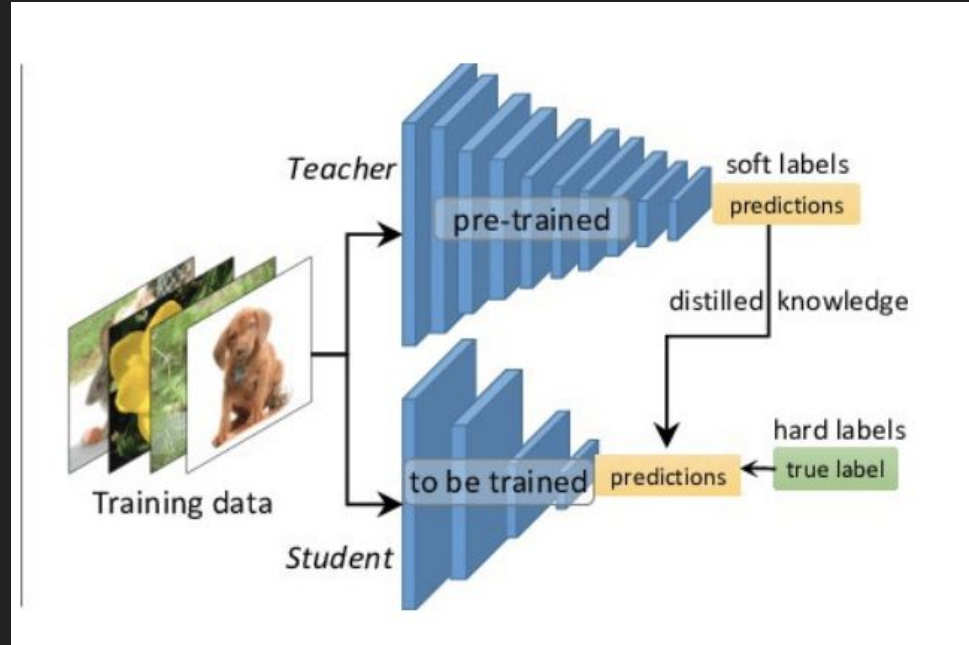 Teacher
pre-trained
soft labels
predictions
distilled knowledge
Training data
to be trained
predictions
hard labels
true label
Student